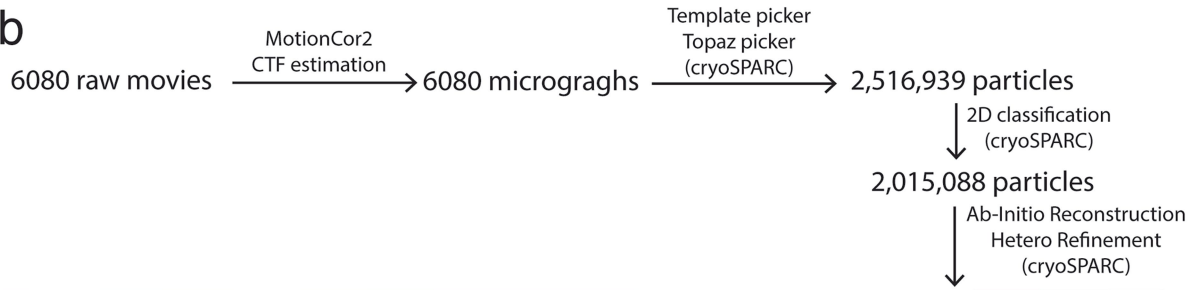 b
MotionCor2
CTF estimation
Template picker
Topaz picker
(cryoSPARC)
6080 raw movies
6080 micrograghs
2,516,939 particles
2D classification
(cryoSPARC)
2,015,088 particles
Ab-Initio Reconstruction
Hetero Refinement
(cryoSPARC)